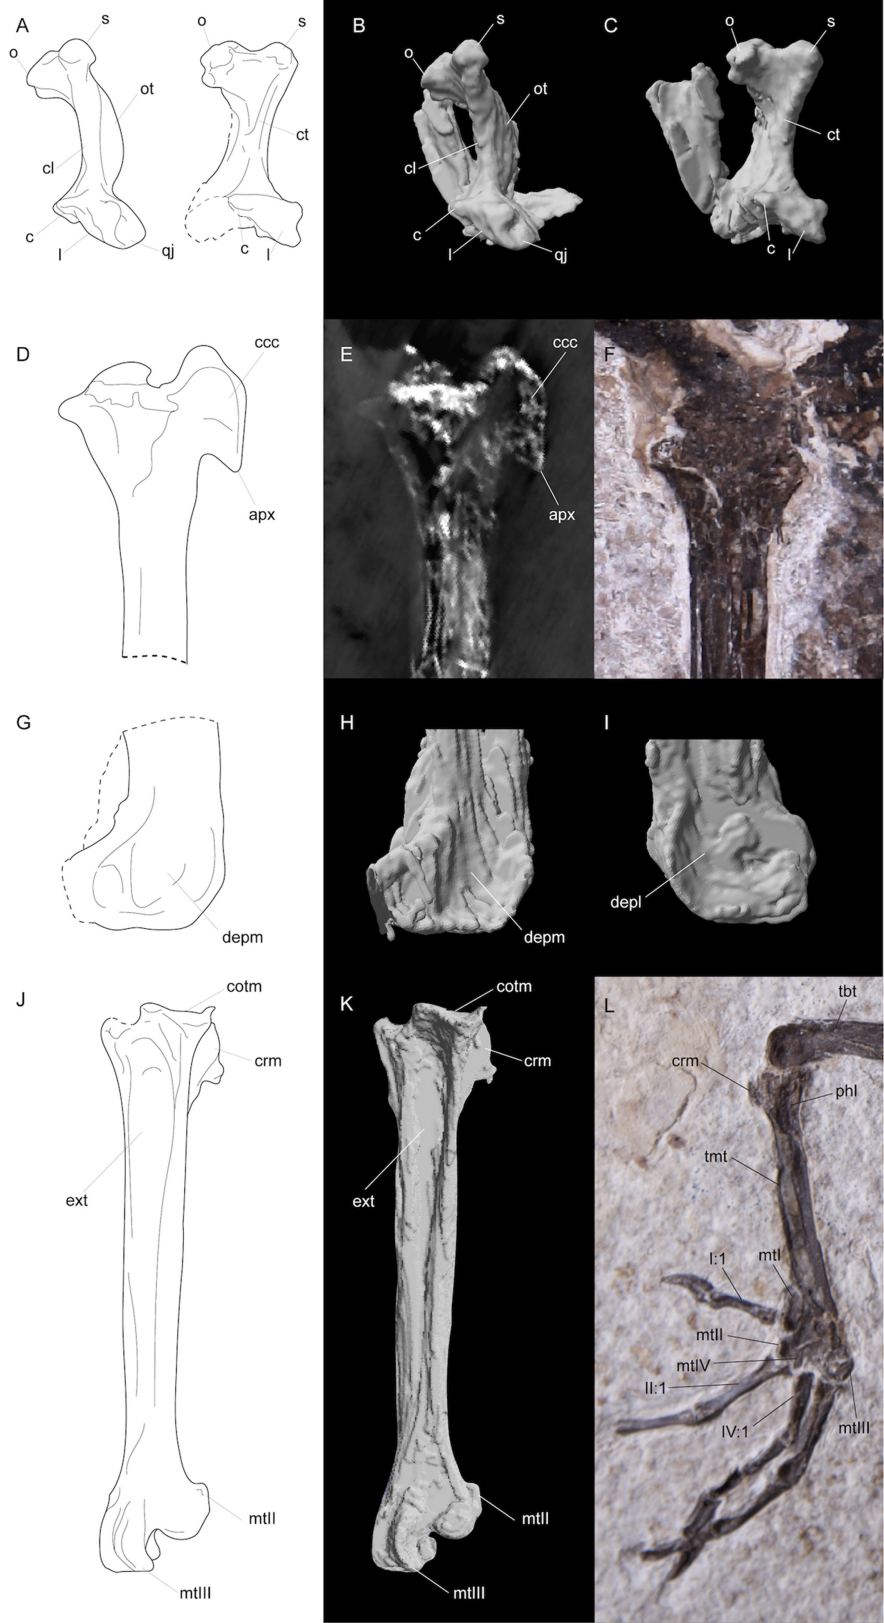 A
s
o
ot
cl
c
l
qj
o
s
ct
c
l
B
s
o
ot
cl
c
l
qj
C
o
s
ct
c
l
D
ccc
apx
E
ccc
apx
F
G
depm
H
depm
I
depl
J
cotm
crm
ext
mtII
mtIII
K
cotm
crm
ext
mtII
mtIII
L
tbt
crm
phl
tmt
I:1
mtI
mtII
mtIV
II:1
IV:1
mtIII